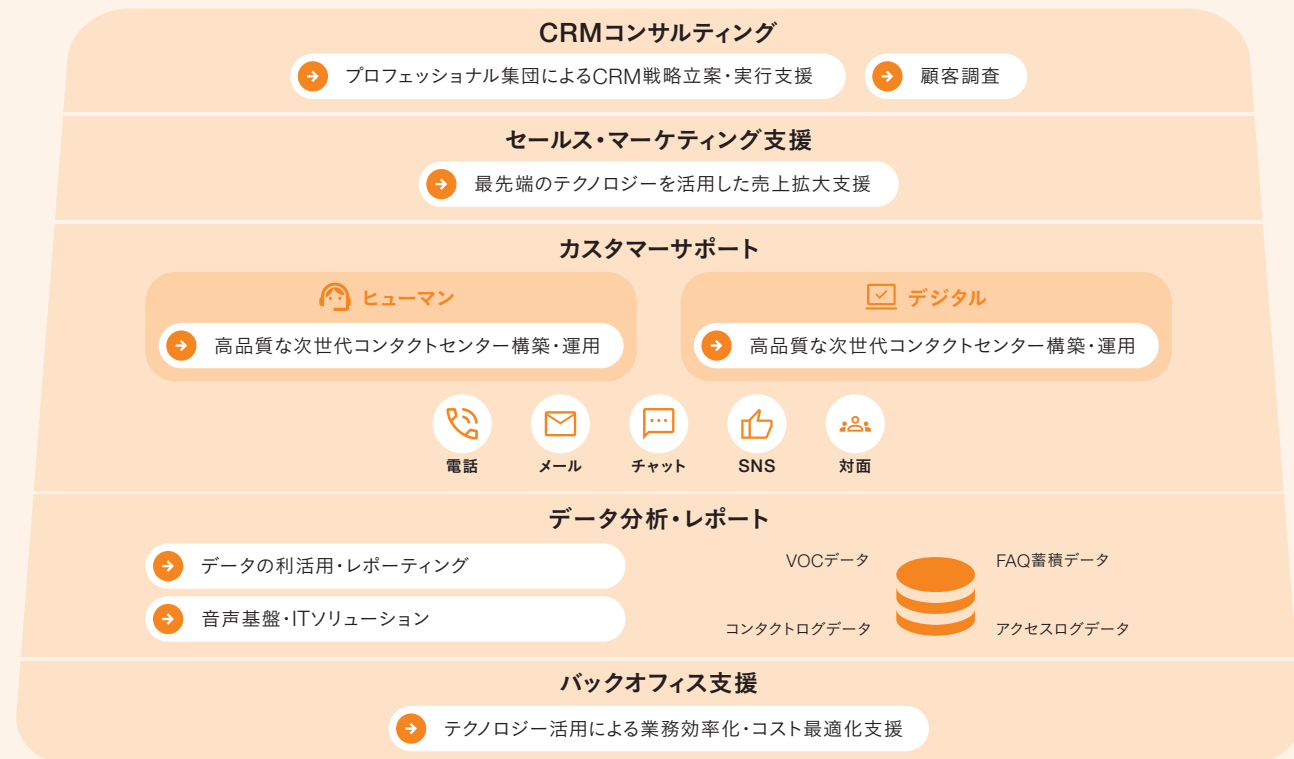 CRMコンサルティング
プロフェッショナル集団によるCRM戦略立案・実行支援
顧客調査
セールス・マーケティング支援
最先端のテクノロジーを活用した売上拡大支援
カスタマーサポート
ヒューマン
デジタル
高品質な次世代コンタクトセンター構築・運用
高品質な次世代コンタクトセンター構築・運用
電話
メール
チャット
SNS
対面
データ分析・レポート
データの利活用・レポーティング
音声基盤・ITソリューション
VOCデータ
FAQ蓄積データ
コンタクトログデータ
アクセスログデータ
バックオフィス支援
テクノロジー活用による業務効率化・コスト最適化支援